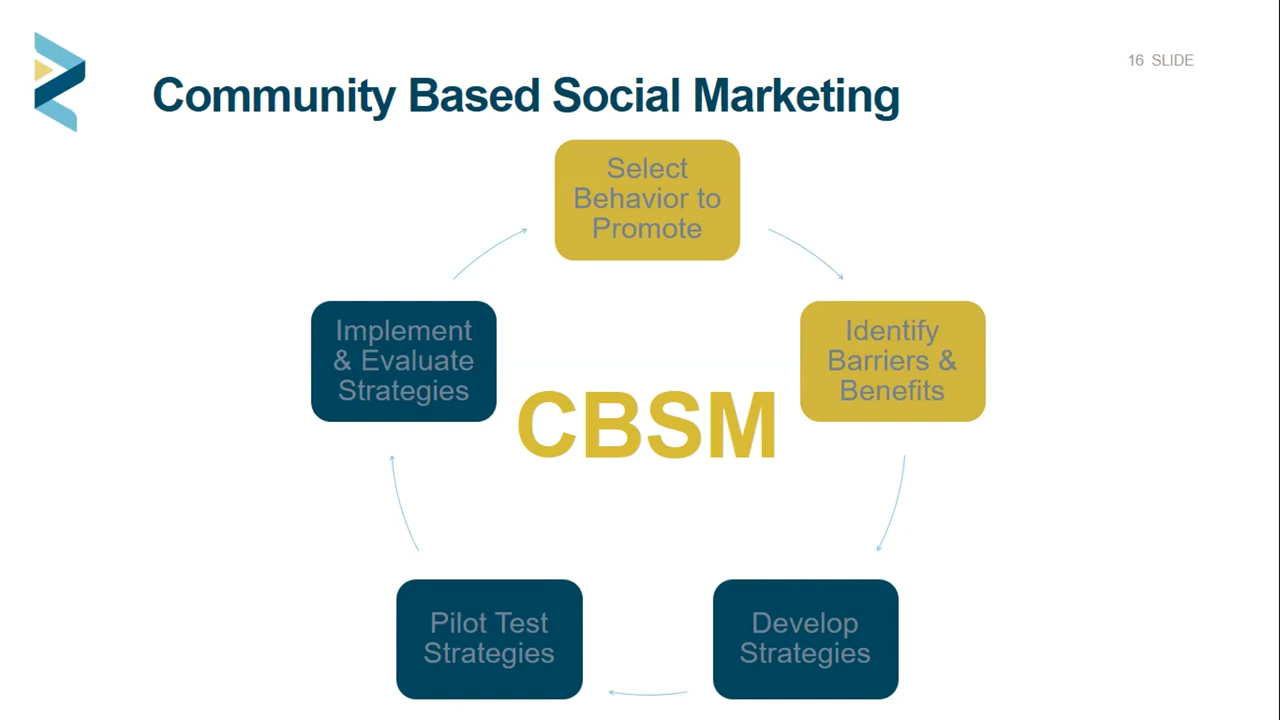 16 SLIDE
Community Based Social Marketing
Select
Behavior to
Promote
Identify
Barriers &
Benefits
Develop
Strategies
Pilot Test
Strategies
Implement
& Evaluate
Strategies
CBSM